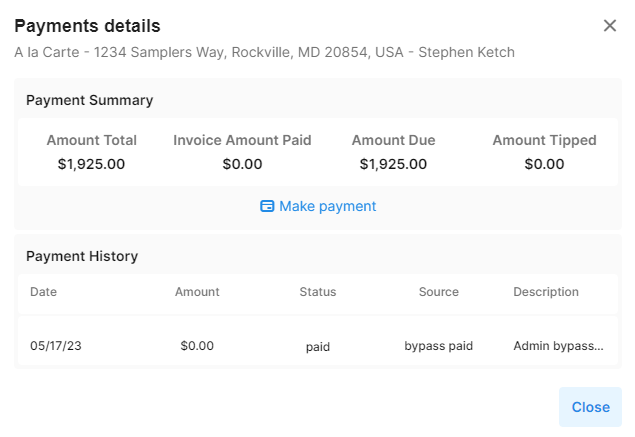 Payments details
A la Carte - 1234 Samplers Way, Rockville, MD 20854, USA - Stephen Ketch
Payment Summary
Amount Total Invoice Amount Paid Amount Due Amount Tipped
$1,925.00 $0.00 $1,925.00 $0.00
Make payment
Payment History
Date Amount Status Source Description
05/17/23 $0.00 paid bypass paid Admin bypass...
Close